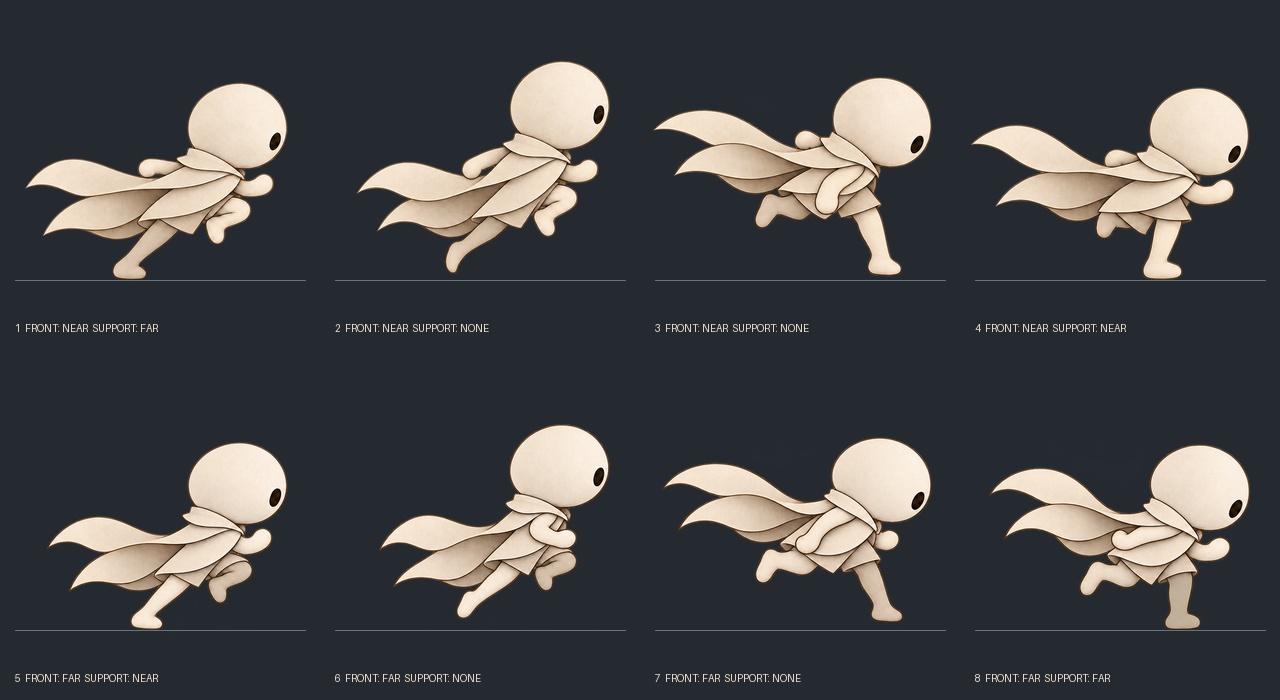 1 FRONT: NEAR SUPPORT: FAR
2 FRONT: NEAR SUPPORT: NONE
3 FRONT: NEAR SUPPORT: NONE
4 FRONT: NEAR SUPPORT: NEAR
5 FRONT: FAR SUPPORT: NEAR
6 FRONT: FAR SUPPORT: NONE
7 FRONT: FAR SUPPORT: NONE
8 FRONT: FAR SUPPORT: FAR